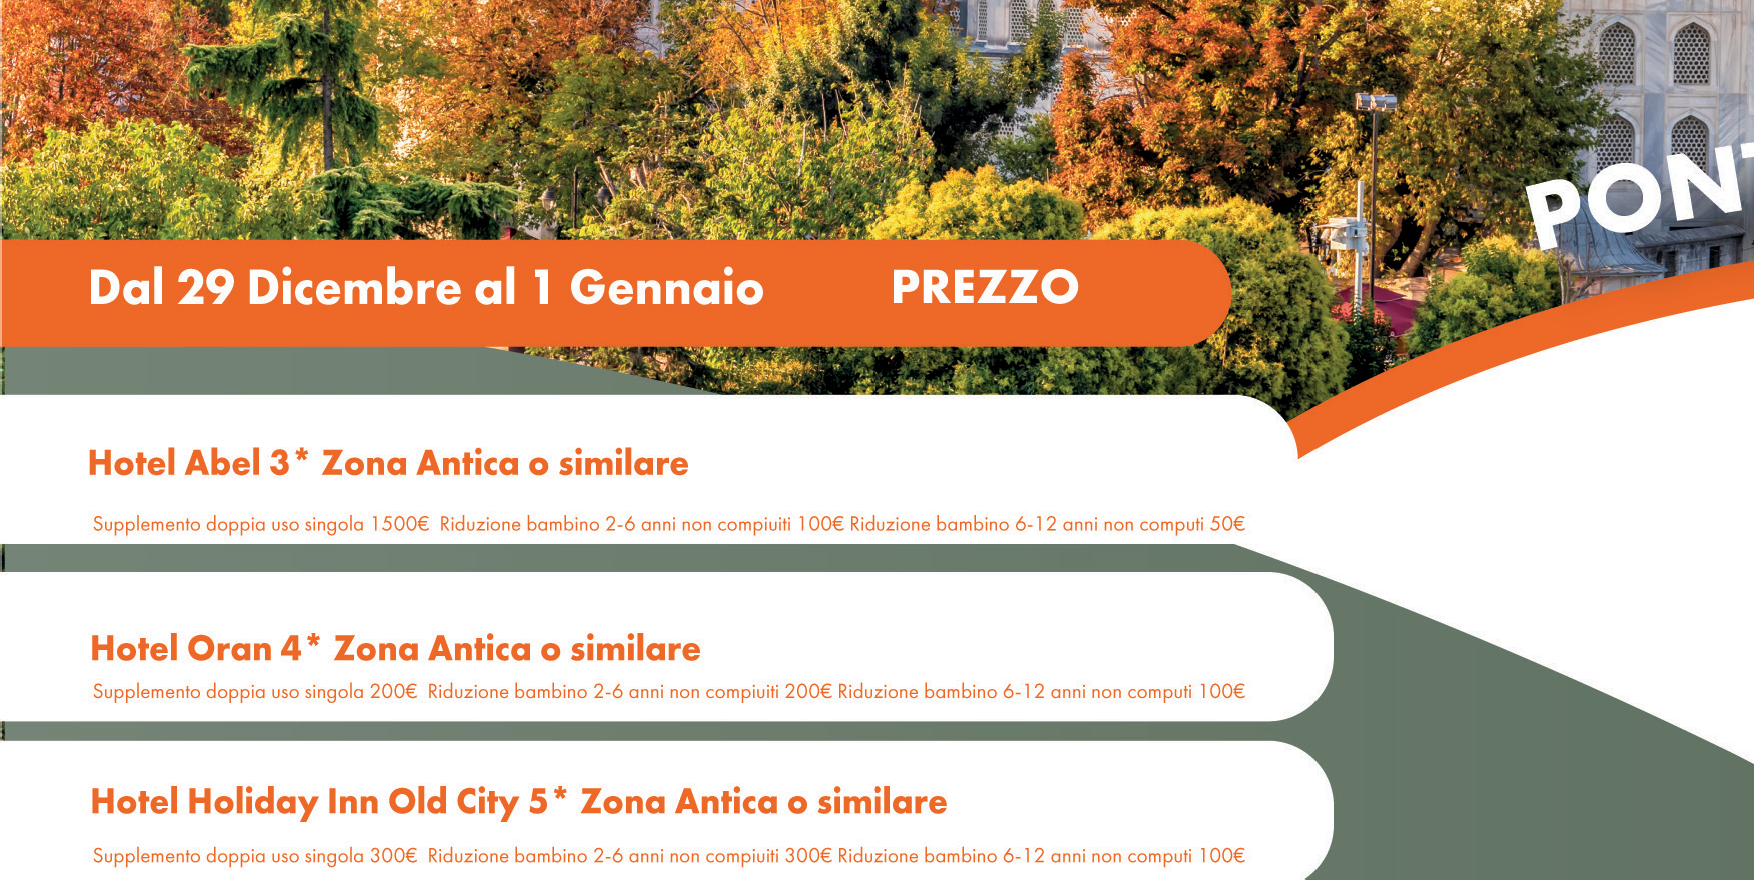 PONT
Dal 29 Dicembre al 1 Gennaio PREZZO
Hotel Abel 3* Zona Antica o similare
Supplemento doppia uso singola 1500€ Riduzione bambino 2-6 anni non compiuiti 100€ Riduzione bambino 6-12 anni non computi 50€
Hotel Oran 4* Zona Antica o similare
Supplemento doppia uso singola 200€ Riduzione bambino 2-6 anni non compiuiti 200€ Riduzione bambino 6-12 anni non computi 100€
Hotel Holiday Inn Old City 5* Zona Antica o similare
Supplemento doppia uso singola 300€ Riduzione bambino 2-6 anni non compiuiti 300€ Riduzione bambino 6-12 anni non computi 100€